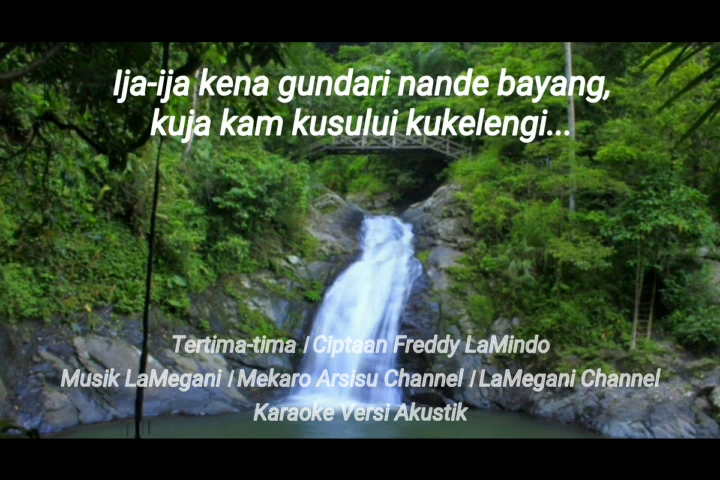 Ija-ija kena gundari nande bayang,
kuja kam kusului kukelengi...
Tertima-tima | Ciptaan Freddy LaMindo
Musik LaMegani | Mekaro Arsisu Channel | LaMegani Channel
Karaoke Versi Akustik